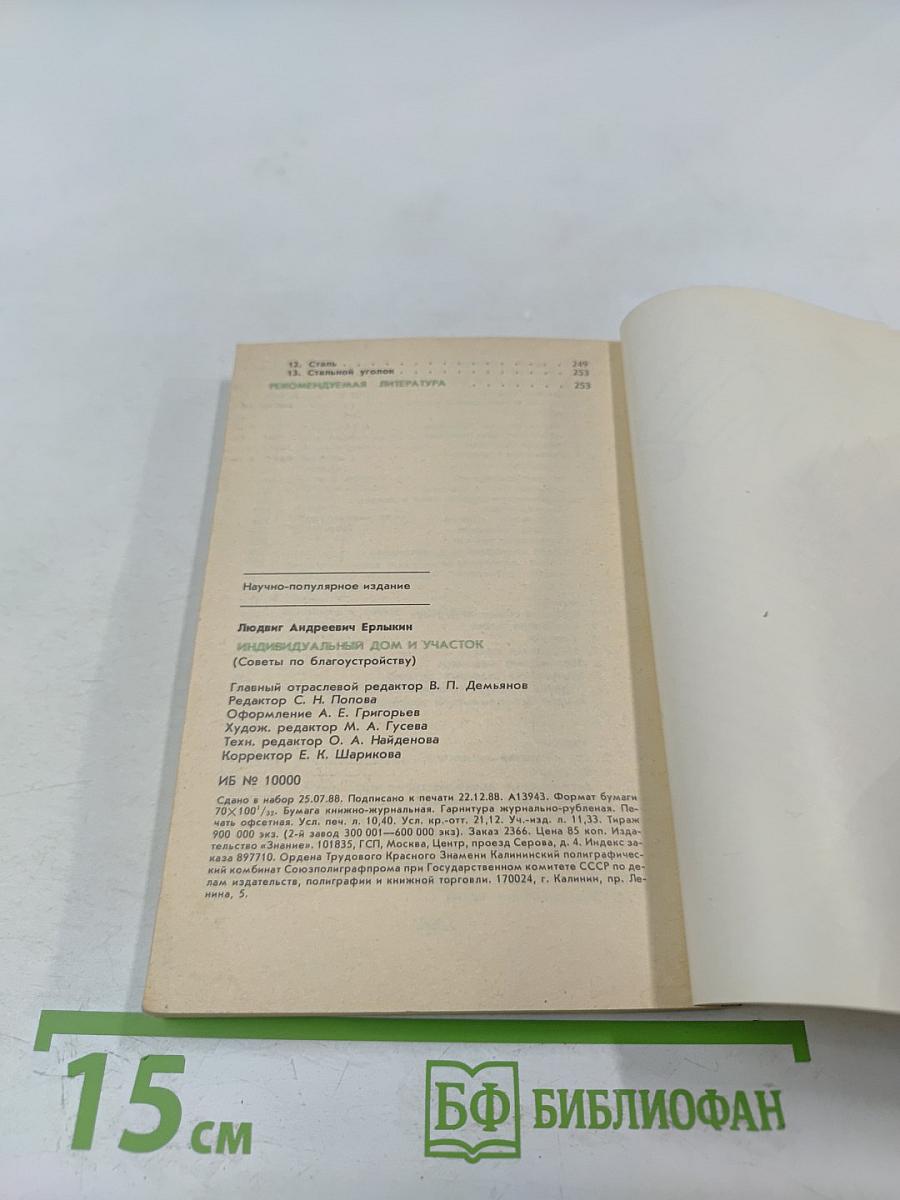 12. Сталь . . . . . . . . . . . . . . . 249
13. Стальной уголок . . . . . . . . . . . . 253
РЕКОМЕНДУЕМАЯ ЛИТЕРАТУРА . . . . . . . 253
Научно-популярное издание
Людвиг Андреевич Ерлыкин
ИНДИВИДУАЛЬНЫЙ ДОМ И УЧАСТОК
(Советы по благоустройству)
Главный отраслевой редактор В. П. Демьянов
Редактор С. Н. Попова
Оформление А. Е. Григорьев
Худож. редактор М. А. Гусева
Техн. редактор О. А. Найденова
Корректор Е. К. Шарикова
ИБ № 10000
Сдано в набор 25.07.88. Подписано к печати 22.12.88. А13943. Формат бумаги
70×100 1/32. Бумага книжно-журнальная. Гарнитура журнально-рубленая. Пе-
чать офсетная. Усл. печ. л. 10,40. Усл. кр.-отт. 21,12. Уч.-изд. л. 11,33. Тираж
900 000 экз. (2-й завод 300 001—600 000 экз). Заказ 2366. Цена 85 коп. Изда-
тельство «Знание». 101835, ГСП, Москва, Центр, проезд Серова, д. 4. Индекс за-
каза 897710. Ордена Трудового Красного Знамени Калининский полиграфичес-
кий комбинат Союзполиграфпрома при Государственном комитете СССР по де-
лам издательств, полиграфии и книжной торговли. 170024, г. Калинин, пр. Ле-
нина, 5.
15 см
БФ БИБЛИОФАН